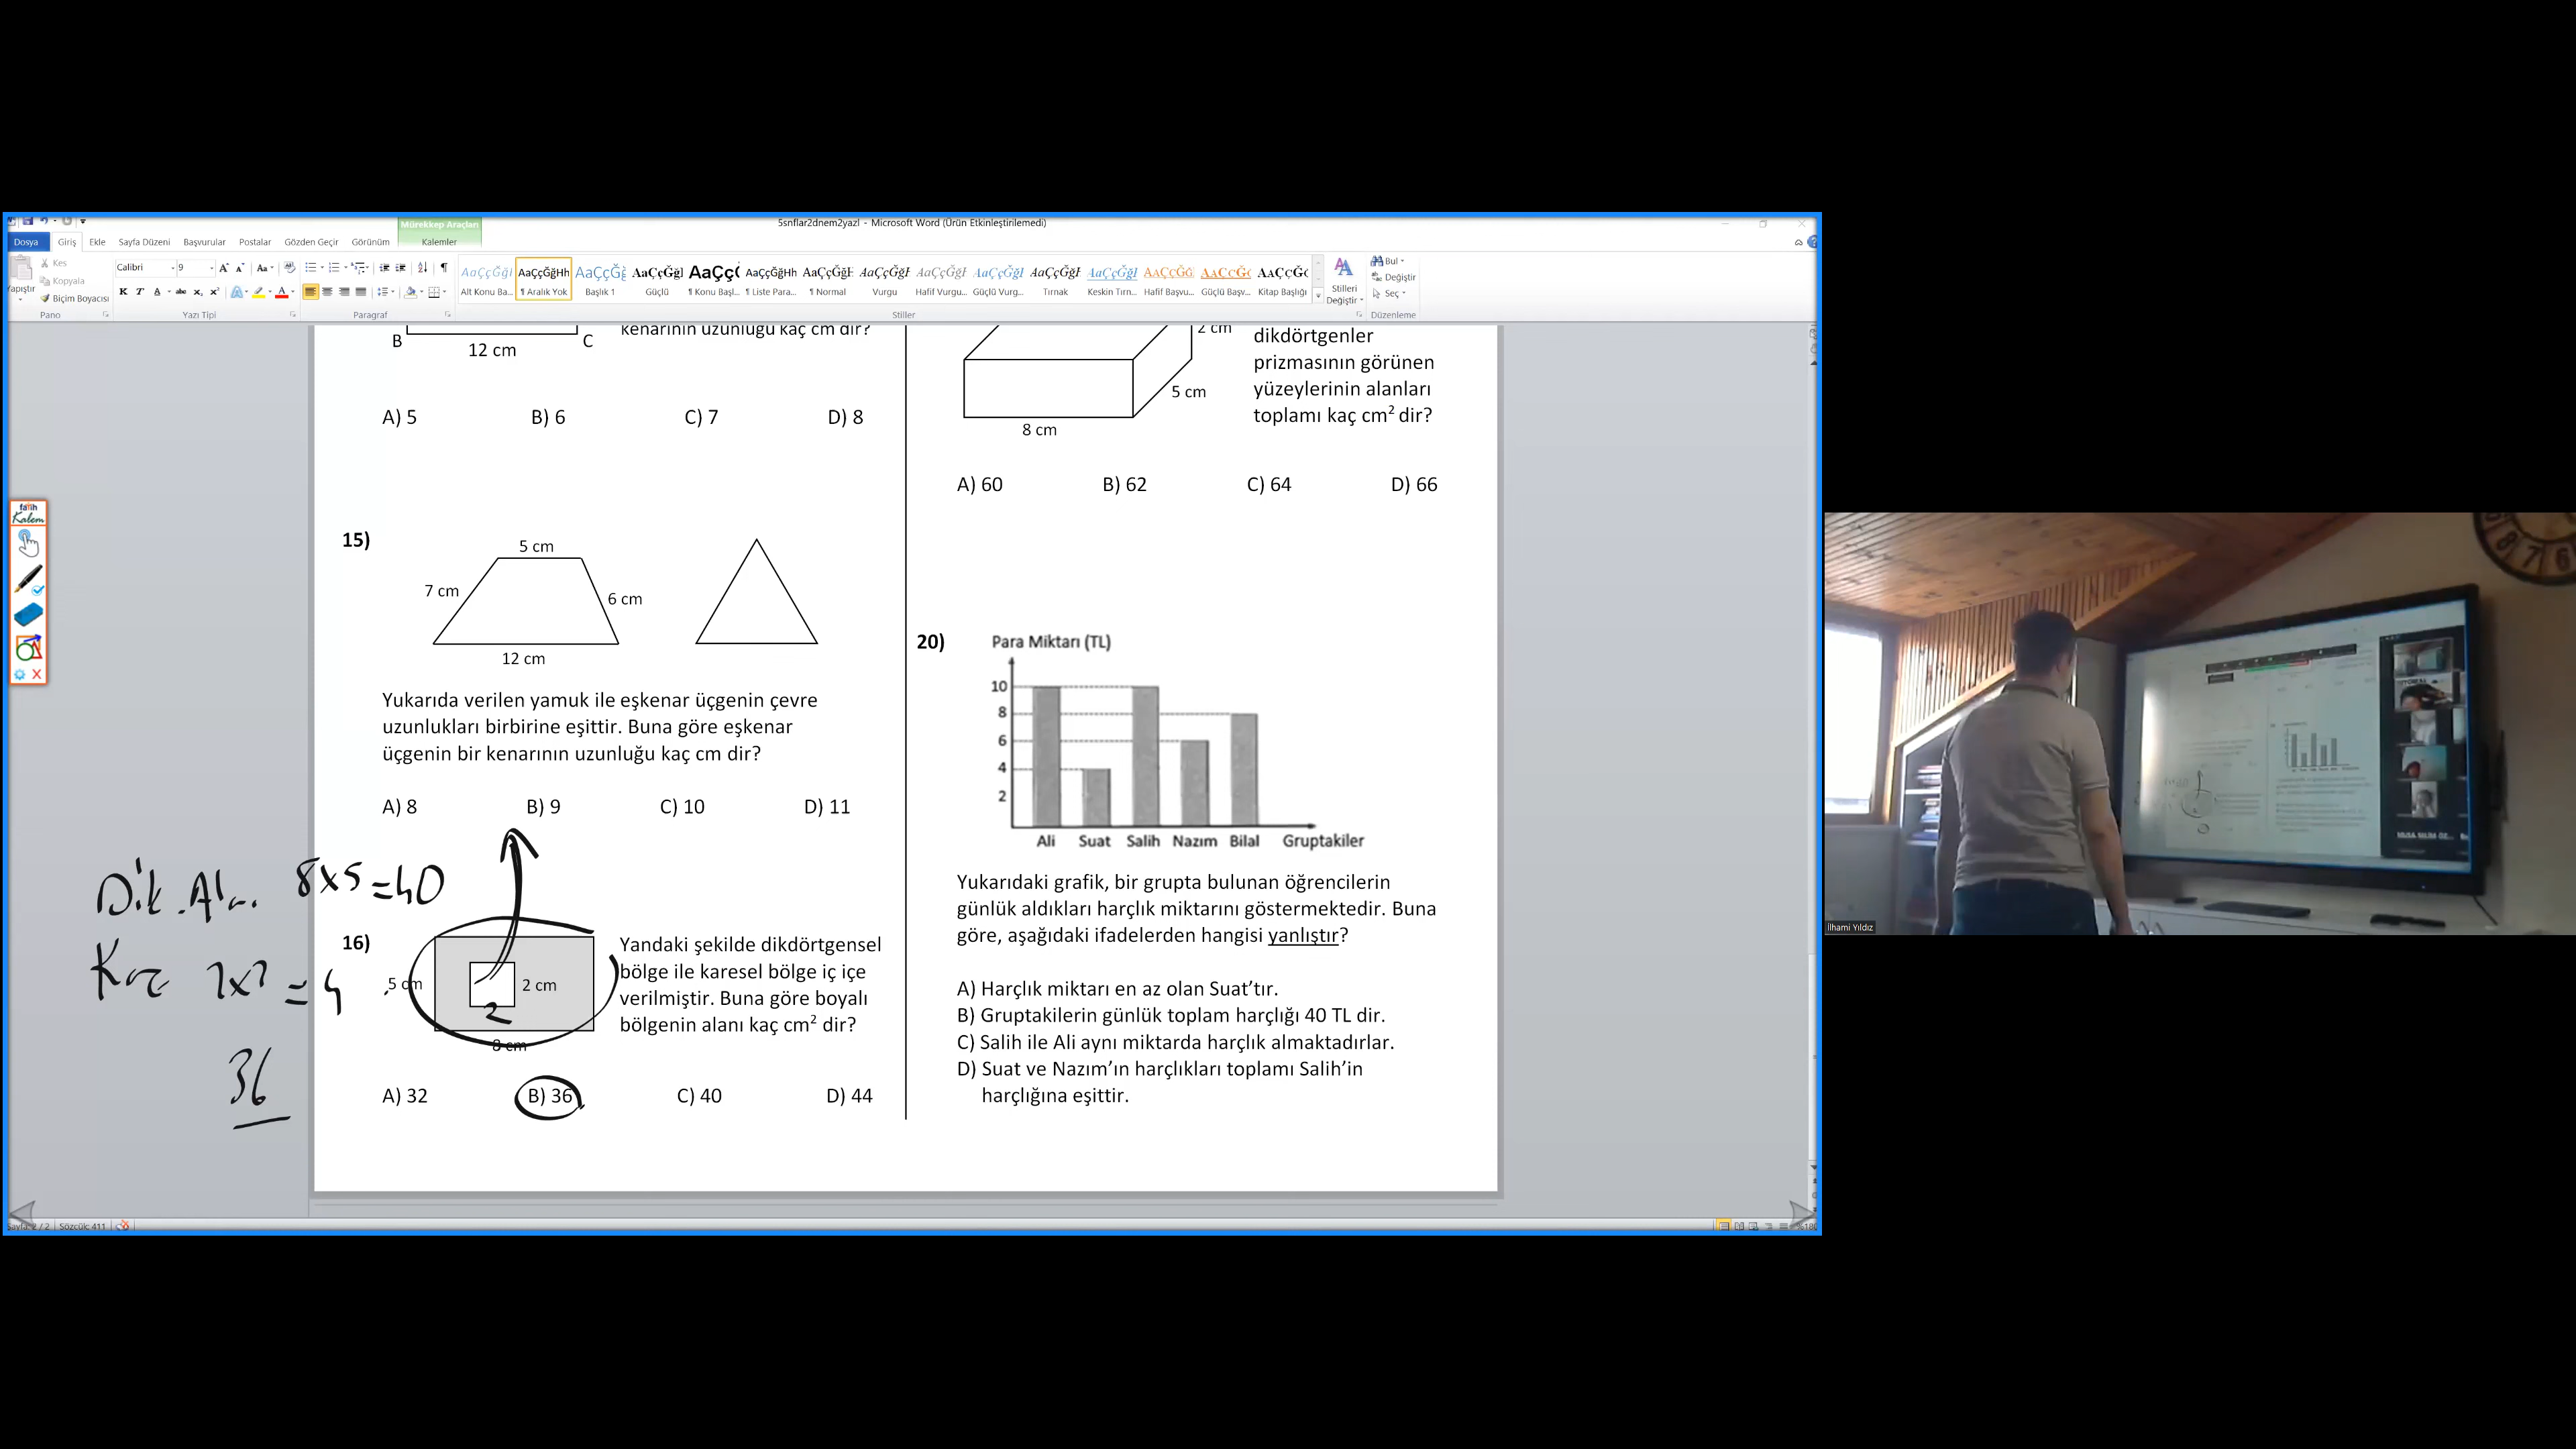 5snflar2dnem2yazl - Microsoft Word (Ürün Etkinleştirilemedi)
Mürekkep Araçları
Dosya Giriş Ekle Sayfa Düzeni Başvurular Postalar Gözden Geçir Görünüm Kalemler
Kes
Kopyala
Biçim Boyacısı
Pano
Calibri 9
Yazı Tipi
Paragraf
Alt Konu Ba... ¶ Aralık Yok Başlık 1 Güçlü ¶ Konu Başl... ¶ Liste Para... ¶ Normal Vurgu Hafif Vurgu... Güçlü Vurg... Tırnak Keskin Tırn... Hafif Başvu... Güçlü Başv... Kitap Başlığı
Stilleri
Değiştir
Stiller
Bul
Değiştir
Seç
Düzenleme
fatih
Kalem
kenarının uzunluğu kaç cm dir?
B 12 cm C
A) 5 B) 6 C) 7 D) 8
15)
5 cm
7 cm
6 cm
12 cm
Yukarıda verilen yamuk ile eşkenar üçgenin çevre
uzunlukları birbirine eşittir. Buna göre eşkenar
üçgenin bir kenarının uzunluğu kaç cm dir?
A) 8 B) 9 C) 10 D) 11
8x5 =40
= 4
36
16)
5 cm
2 cm
2
8 cm
Yandaki şekilde dikdörtgensel
bölge ile karesel bölge iç içe
verilmiştir. Buna göre boyalı
bölgenin alanı kaç cm² dir?
A) 32 B) 36 C) 40 D) 44
2 cm
5 cm
8 cm
dikdörtgenler
prizmasının görünen
yüzeylerinin alanları
toplamı kaç cm² dir?
A) 60 B) 62 C) 64 D) 66
20)
Para Miktarı (TL)
10
8
6
4
2
Ali Suat Salih Nazım Bilal Gruptakiler
Yukarıdaki grafik, bir grupta bulunan öğrencilerin
günlük aldıkları harçlık miktarını göstermektedir. Buna
göre, aşağıdaki ifadelerden hangisi yanlıştır?
A) Harçlık miktarı en az olan Suat’tır.
B) Gruptakilerin günlük toplam harçlığı 40 TL dir.
C) Salih ile Ali aynı miktarda harçlık almaktadırlar.
D) Suat ve Nazım’ın harçlıkları toplamı Salih’in
harçlığına eşittir.
Sayfa: 2 / 2 Sözcük: 411
İlhami Yıldız